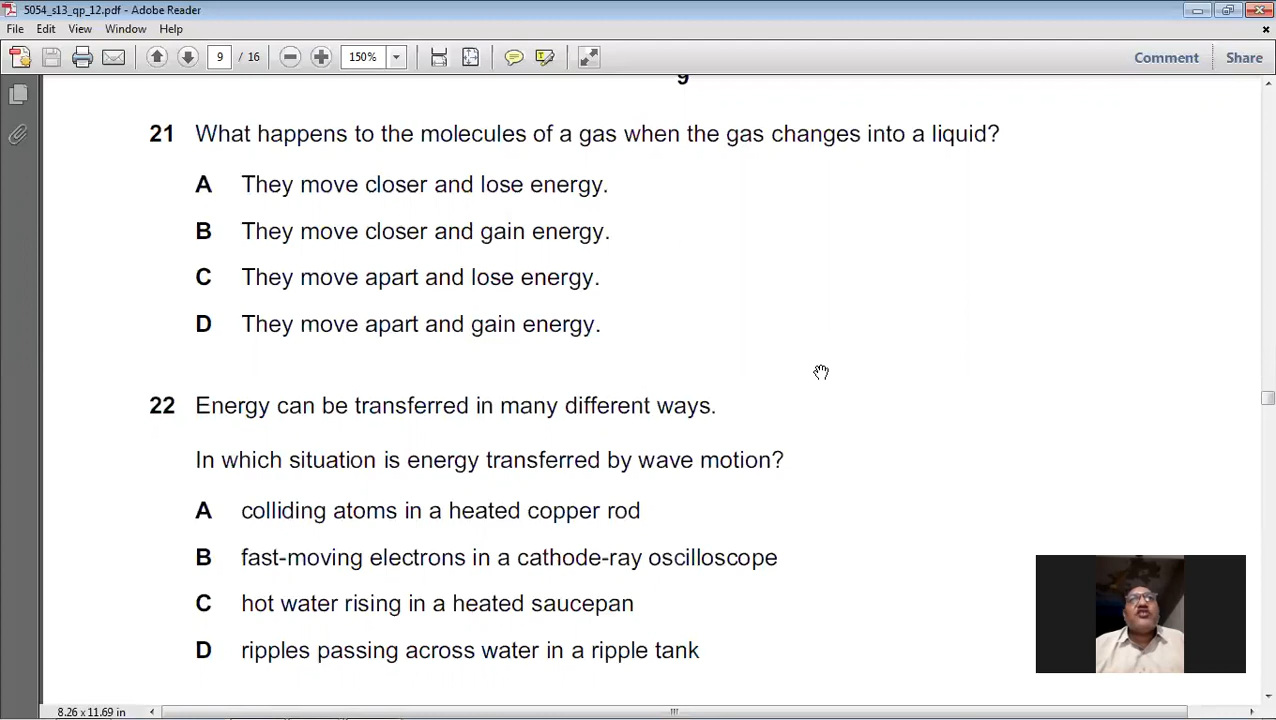 5054_s13_qp_12.pdf - Adobe Reader
File Edit View Window Help
9 / 16 150% Comment Share
9
21 What happens to the molecules of a gas when the gas changes into a liquid?
A They move closer and lose energy.
B They move closer and gain energy.
C They move apart and lose energy.
D They move apart and gain energy.
22 Energy can be transferred in many different ways.
In which situation is energy transferred by wave motion?
A colliding atoms in a heated copper rod
B fast-moving electrons in a cathode-ray oscilloscope
C hot water rising in a heated saucepan
D ripples passing across water in a ripple tank
8.26 x 11.69 in